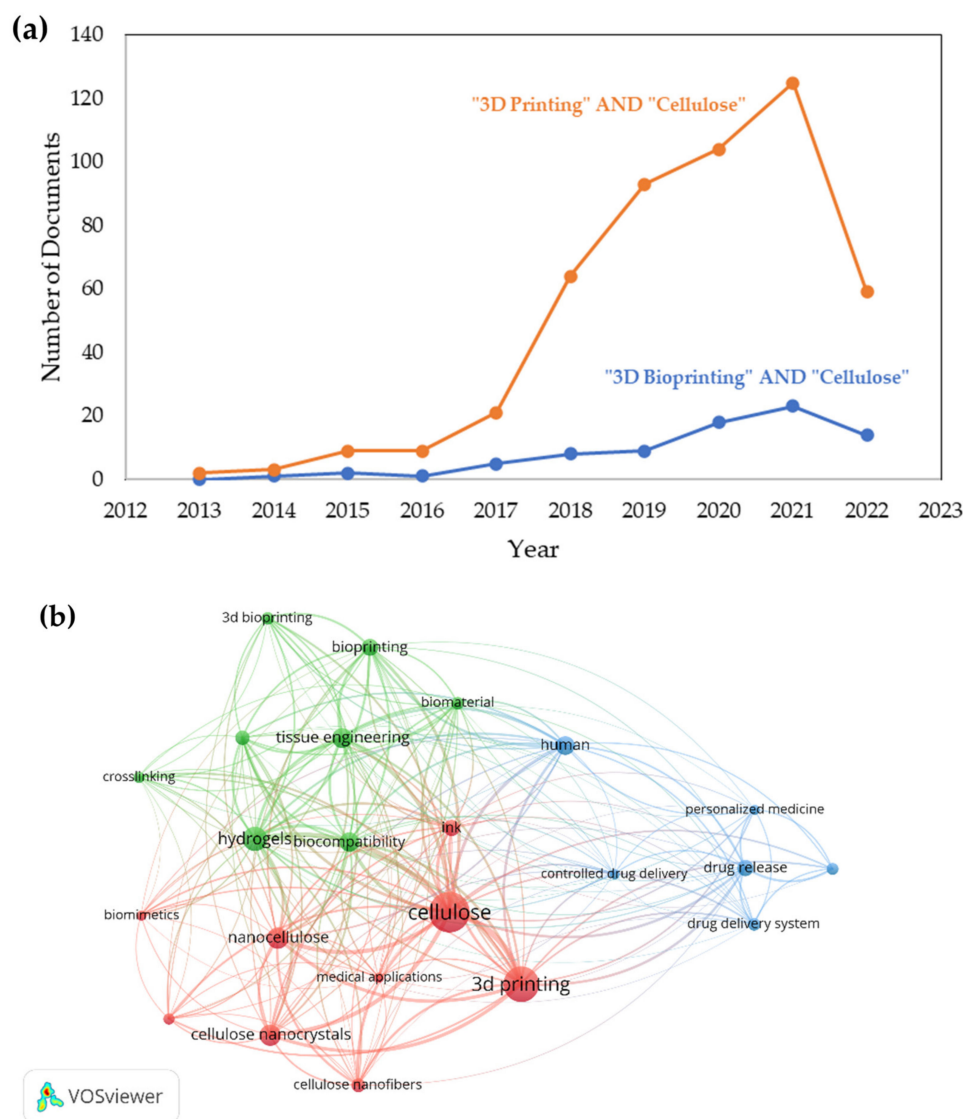 (a)
140
120
100
80
60
40
20
0
Number of Documents
"3D Printing" AND "Cellulose"
"3D Bioprinting" AND "Cellulose"
2012 2013 2014 2015 2016 2017 2018 2019 2020 2021 2022 2023
Year
(b)
3d bioprinting
bioprinting
biomaterial
tissue engineering
human
crosslinking
personalized medicine
ink
hydrogels
biocompatibility
drug release
controlled drug delivery
biomimetics
cellulose
drug delivery system
nanocellulose
medical applications
3d printing
cellulose nanocrystals
cellulose nanofibers
VOSviewer